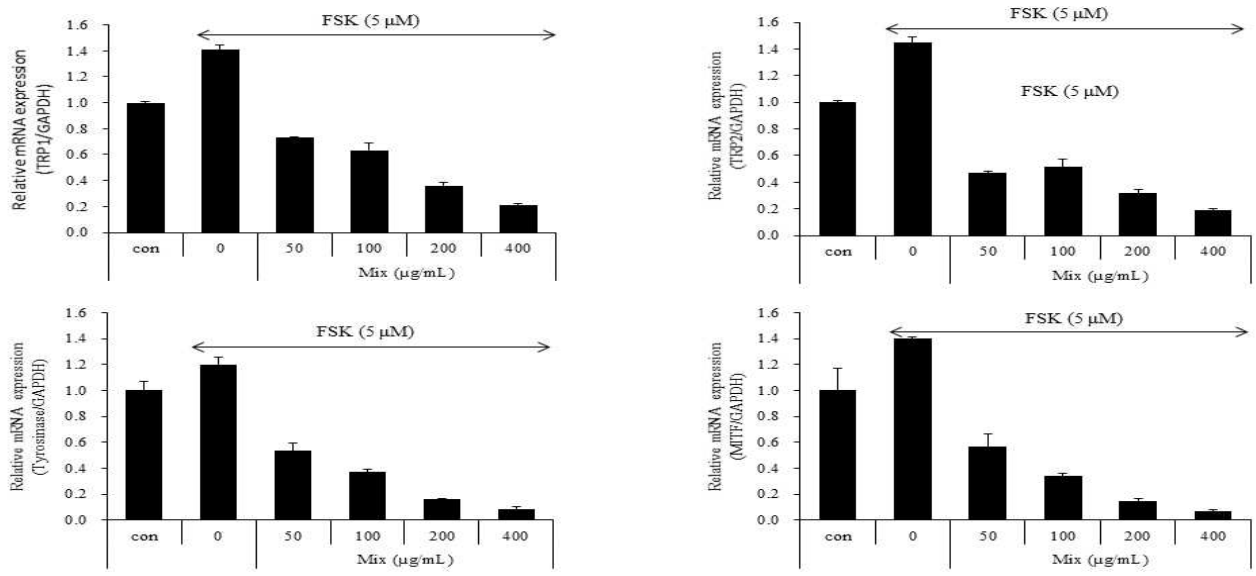 FSK (5 μM)
Relative mRNA expression
(TRP1/GAPDH)
1.6
1.4
1.2
1.0
0.8
0.6
0.4
0.2
0.0
con 0 50 100 200 400
Mix (μg/mL)
FSK (5 μM)
FSK (5 μM)
Relative mRNA expression
(TRP2/GAPDH)
1.6
1.4
1.2
1.0
0.8
0.6
0.4
0.2
0.0
con 0 50 100 200 400
Mix (μg/mL)
FSK (5 μM)
Relative mRNA expression
(Tyrosinase/GAPDH)
1.6
1.4
1.2
1.0
0.8
0.6
0.4
0.2
0.0
con 0 50 100 200 400
Mix (μg/mL)
FSK (5 μM)
Relative mRNA expression
(MITF/GAPDH)
1.6
1.4
1.2
1.0
0.8
0.6
0.4
0.2
0.0
con 0 50 100 200 400
Mix (μg/mL)